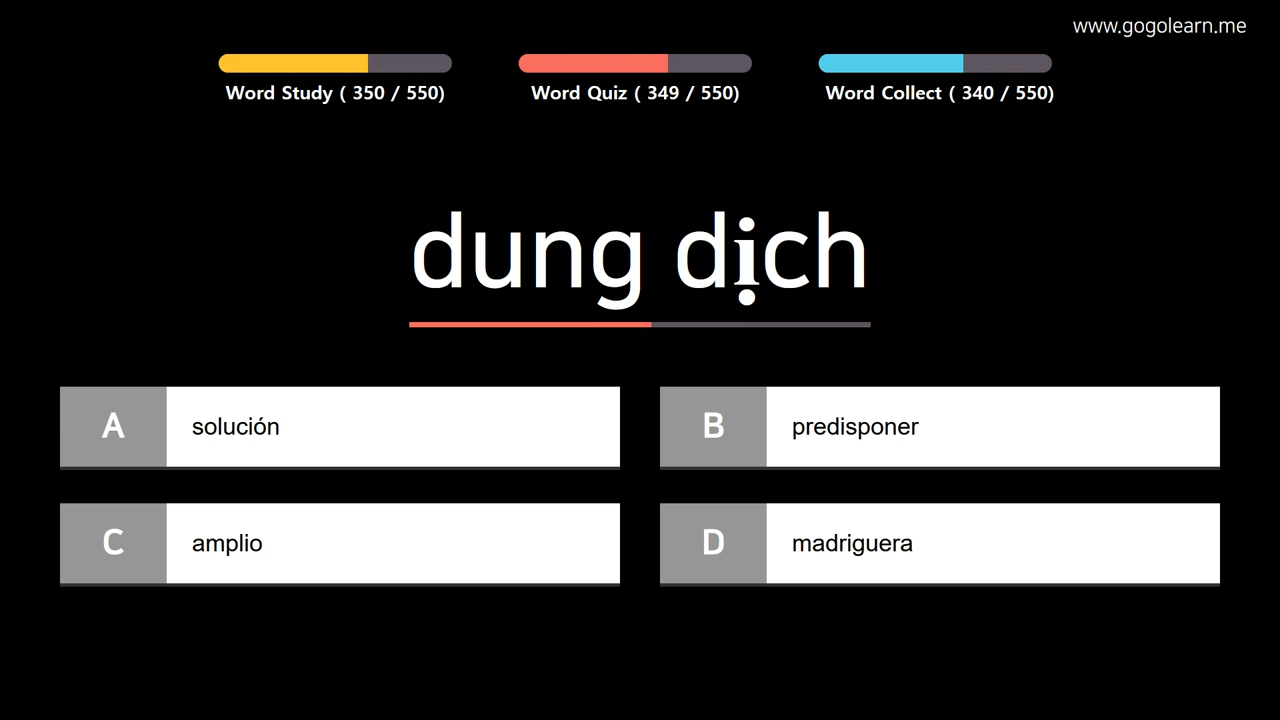 www.gogolearn.me
Word Study ( 350 / 550)
Word Quiz ( 349 / 550)
Word Collect ( 340 / 550)
dung dịch
A solución
B predisponer
C amplio
D madriguera